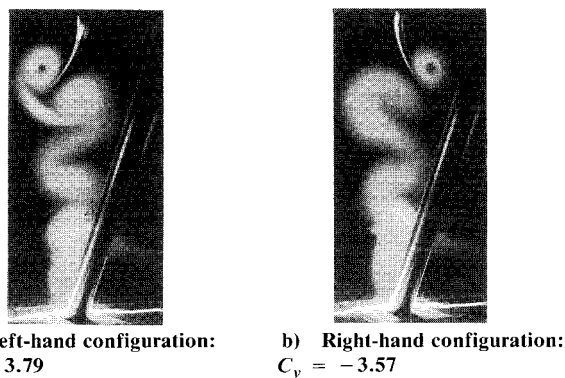 eft-hand configuration:
3.79
b) Right-hand configuration:
C_y = −3.57